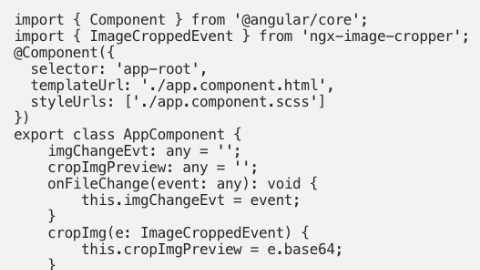 import { Component } from '@angular/core';
import { ImageCroppedEvent } from 'ngx-image-cropper';
@Component({
  selector: 'app-root',
  templateUrl: './app.component.html',
  styleUrls: ['./app.component.scss']
})
export class AppComponent {
    imgChangeEvt: any = '';
    cropImgPreview: any = '';
    onFileChange(event: any): void {
        this.imgChangeEvt = event;
    }
    cropImg(e: ImageCroppedEvent) {
        this.cropImgPreview = e.base64;
    }